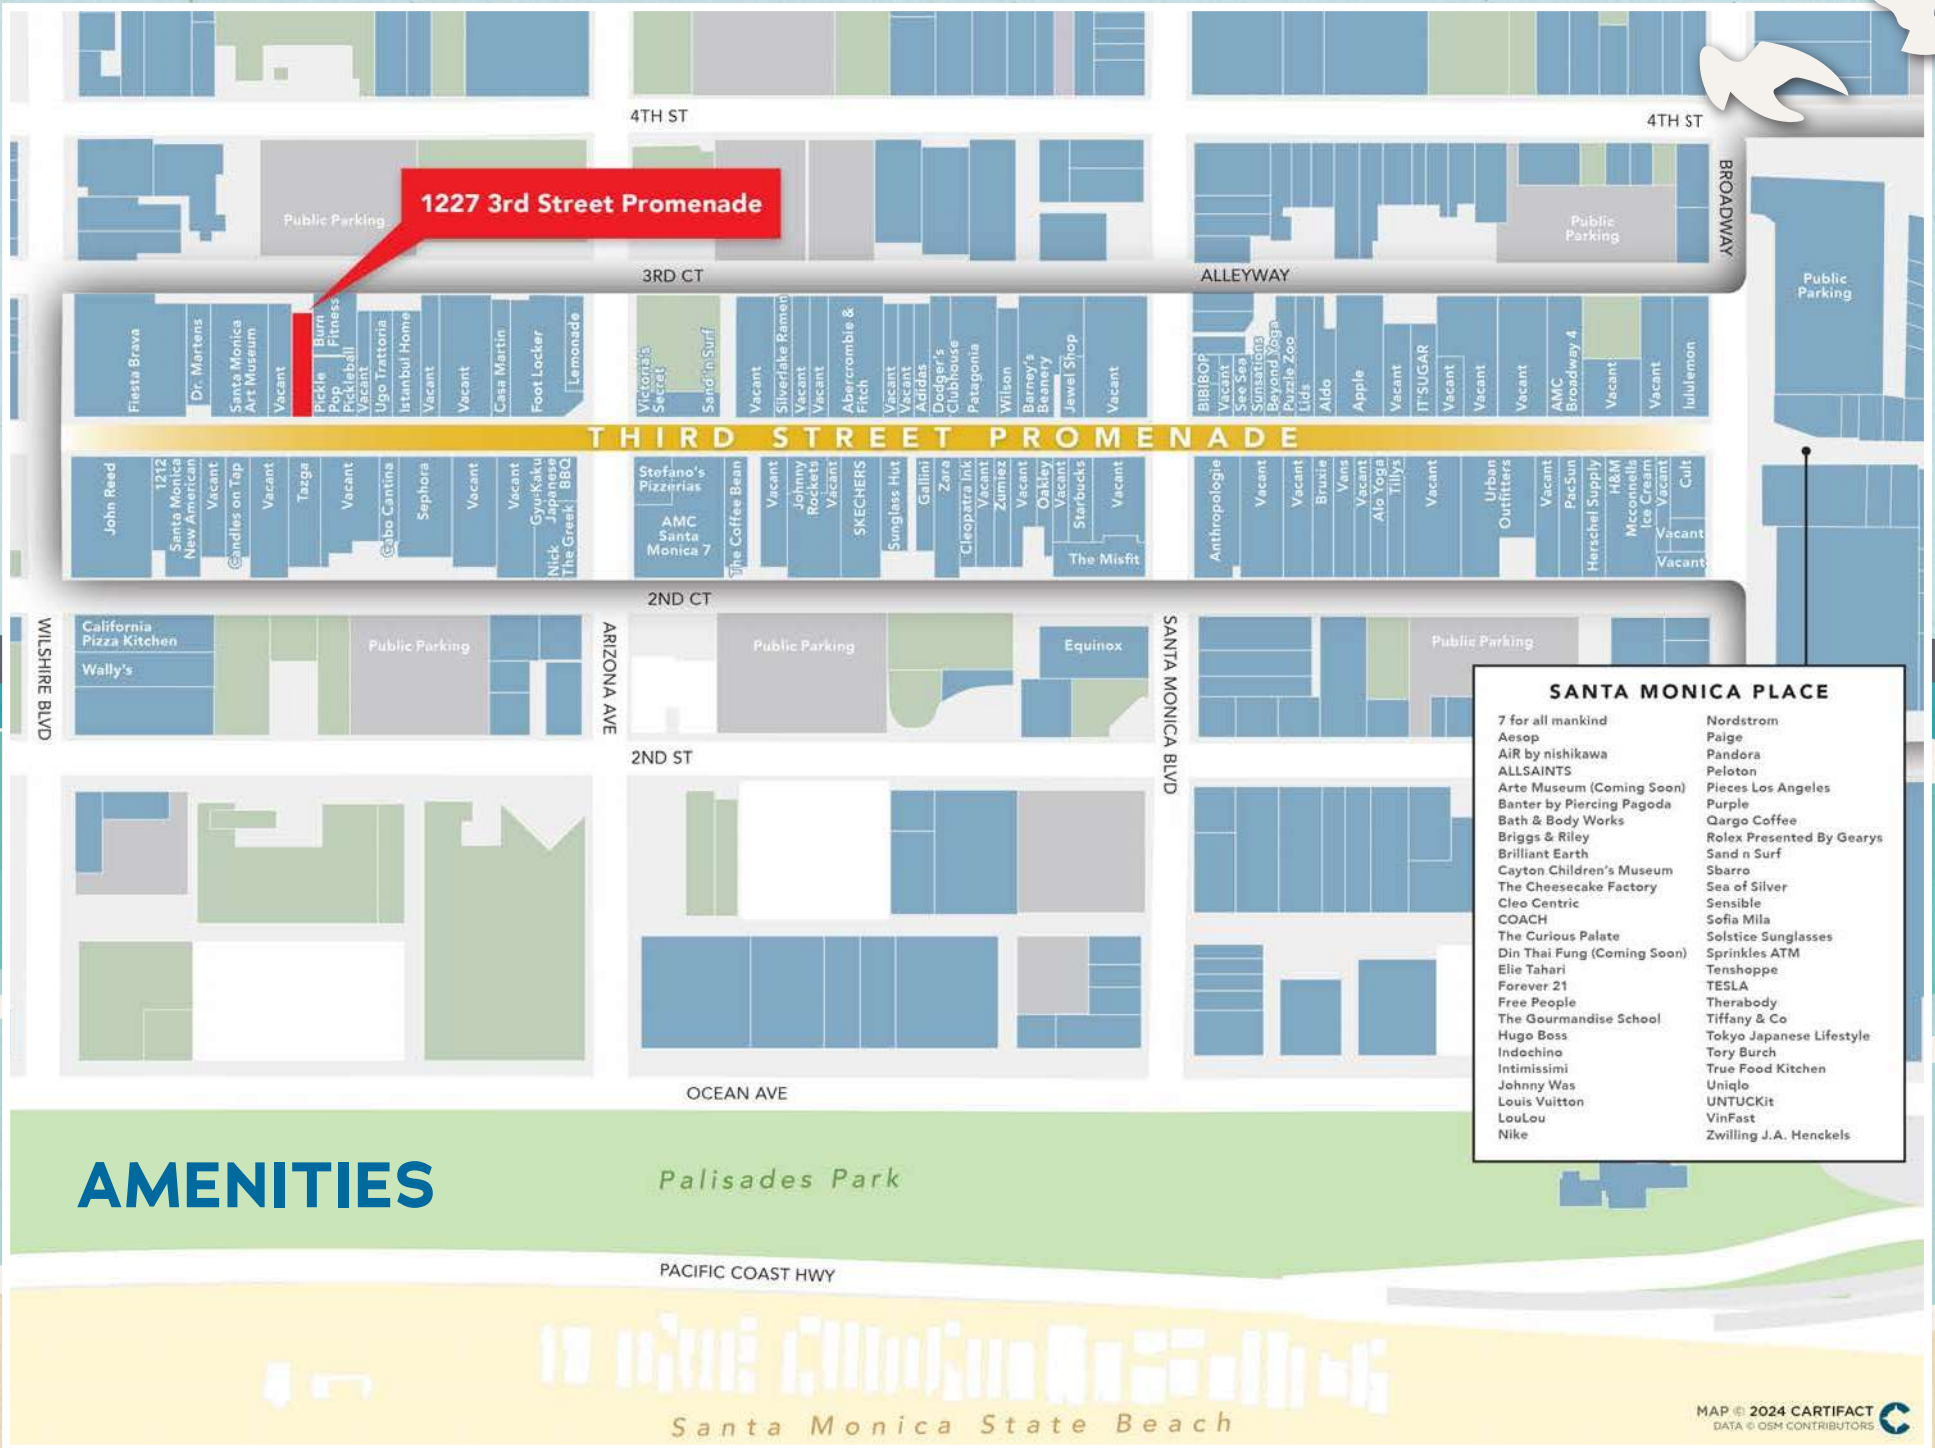 4TH ST
4TH ST
BROADWAY
1227 3rd Street Promenade
Public Parking
Public
Parking
Public
Parking
3RD CT
ALLEYWAY
Fiesta Brava
Dr. Martens
Santa Monica
Art Museum
Vacant
Burn
Fitness
Pickle
Pop
Pickleball
Vacant
Ugo Trattoria
Istanbul Home
Vacant
Vacant
Casa Martin
Foot Locker
Lemonade
Victoria's
Secret
Sand 'n Surf
Vacant
Silverlake Ramen
Vacant
Vacant
Abercrombie &
Fitch
Vacant
Vacant
Adidas
Dodger's
Clubhouse
Patagonia
Wilson
Barney's
Beanery
Jewel Shop
Vacant
BIBIBOP
Vacant
See Sea
Sunsations
Beyond Yoga
Puzzle Zoo
Lids
Aldo
Apple
Vacant
IT'SUGAR
Vacant
Vacant
Vacant
AMC
Broadway 4
Vacant
Vacant
lululemon
THIRD STREET PROMENADE
John Reed
1212
Santa Monica
New American
Vacant
Candles on Tap
Vacant
Tazga
Vacant
Cabo Cantina
Sephora
Vacant
Vacant
Gyu-Kaku
Japanese BBQ
Nick
The Greek
Stefano's
Pizzerias
AMC
Santa
Monica 7
The Coffee Bean
Vacant
Johnny
Rockets
Vacant
SKECHERS
Sunglass Hut
Gallini
Zara
Cleopatra Ink
Vacant
Zumiez
Vacant
Oakley
Vacant
Starbucks
Vacant
The Misfit
Anthropologie
Vacant
Vacant
Bruxie
Vans
Vacant
Alo Yoga
Tillys
Vacant
Urban
Outfitters
Vacant
PacSun
Herschel Supply
H&M
Mcconnells
Ice Cream
Vacant
Cult
Vacant
Vacant
2ND CT
WILSHIRE BLVD
California
Pizza Kitchen
Wally's
Public Parking
ARIZONA AVE
Public Parking
Equinox
SANTA MONICA BLVD
Public Parking
2ND ST
SANTA MONICA PLACE
7 for all mankind
Aesop
AiR by nishikawa
ALLSAINTS
Arte Museum (Coming Soon)
Banter by Piercing Pagoda
Bath & Body Works
Briggs & Riley
Brilliant Earth
Cayton Children's Museum
The Cheesecake Factory
Cleo Centric
COACH
The Curious Palate
Din Thai Fung (Coming Soon)
Elie Tahari
Forever 21
Free People
The Gourmandise School
Hugo Boss
Indochino
Intimissimi
Johnny Was
Louis Vuitton
LouLou
Nike
Nordstrom
Paige
Pandora
Peloton
Pieces Los Angeles
Purple
Qargo Coffee
Rolex Presented By Gearys
Sand n Surf
Sbarro
Sea of Silver
Sensible
Sofia Mila
Solstice Sunglasses
Sprinkles ATM
Tenshoppe
TESLA
Therabody
Tiffany & Co
Tokyo Japanese Lifestyle
Tory Burch
True Food Kitchen
Uniqlo
UNTUCKit
VinFast
Zwilling J.A. Henckels
OCEAN AVE
AMENITIES
Palisades Park
PACIFIC COAST HWY
Santa Monica State Beach
MAP © 2024 CARTIFACT
DATA © OSM CONTRIBUTORS